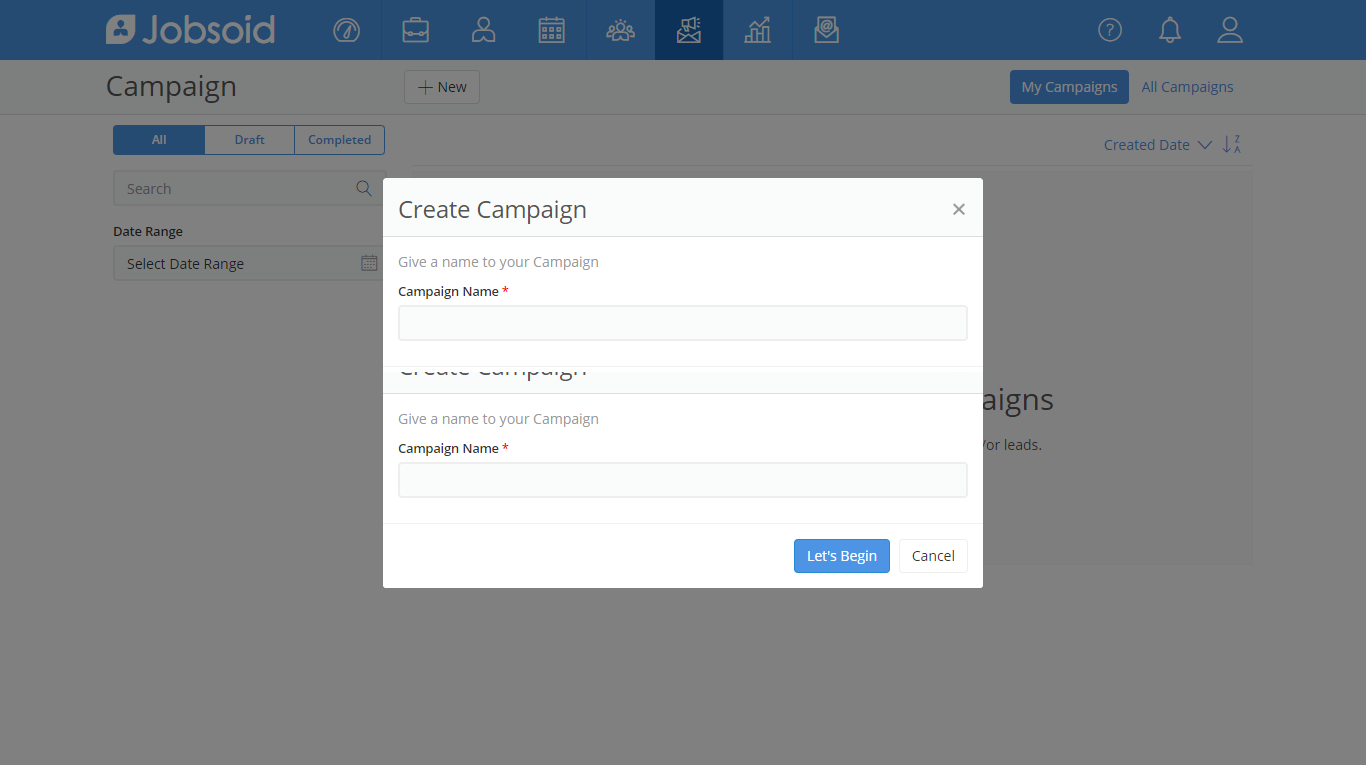 Jobsoid
Campaign
New
My Campaigns
All Campaigns
All
Draft
Completed
Created Date
Z
A
Search
Date Range
Select Date Range
Create Campaign
Give a name to your Campaign
Campaign Name *
Create Campaign
Give a name to your Campaign
Campaign Name *
aigns
/or leads.
Let's Begin
Cancel